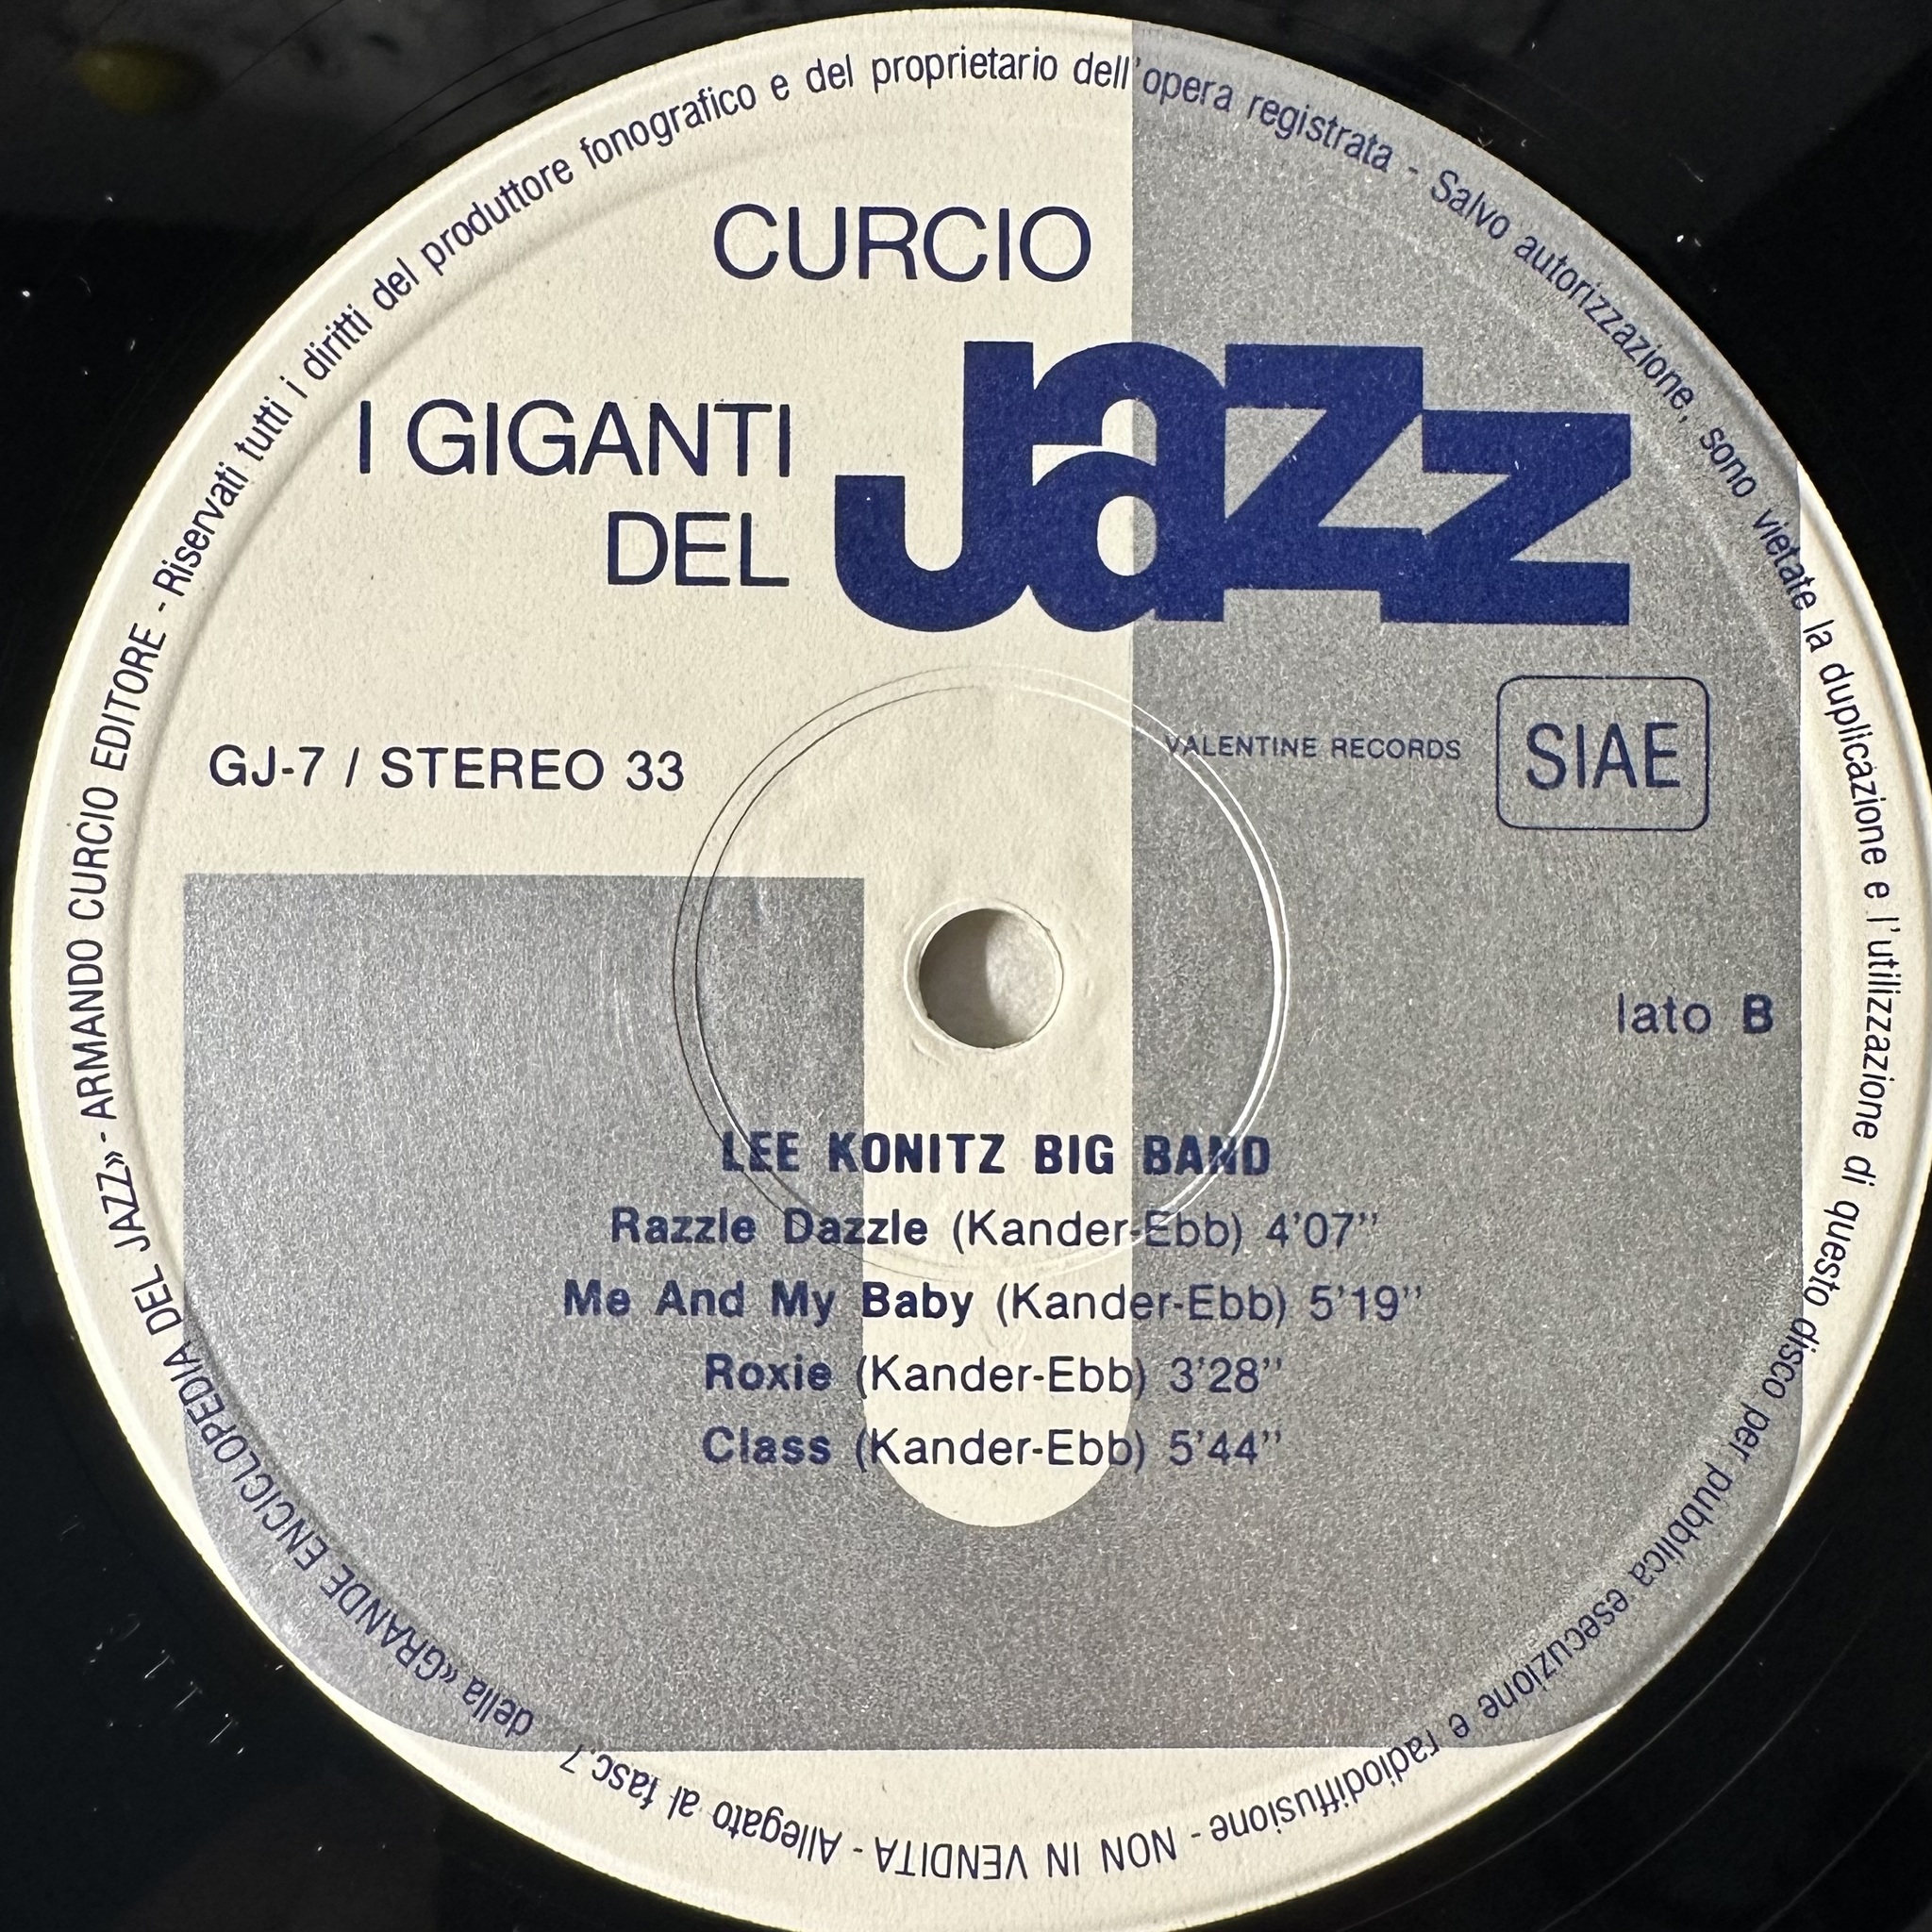 CURCIO
I GIGANTI
DEL
Jazz
GJ-7 / STEREO 33
VALENTINE RECORDS
SIAE
lato B
LEE KONITZ BIG BAND
Razzle Dazzle (Kander-Ebb) 4'07''
Me And My Baby (Kander-Ebb) 5'19''
Roxie (Kander-Ebb) 3'28''
Class (Kander-Ebb) 5'44''
Allegato al fasc.7 della «GRANDE ENCICLOPEDIA DEL JAZZ» - ARMANDO CURCIO EDITORE - Riservati tutti i diritti del produttore fonografico e del proprietario dell'opera registrata - Salvo autorizzazione, sono vietate la duplicazione e l'utilizzazione di questo disco per pubblica esecuzione e radiodiffusione - NON IN VENDITA -